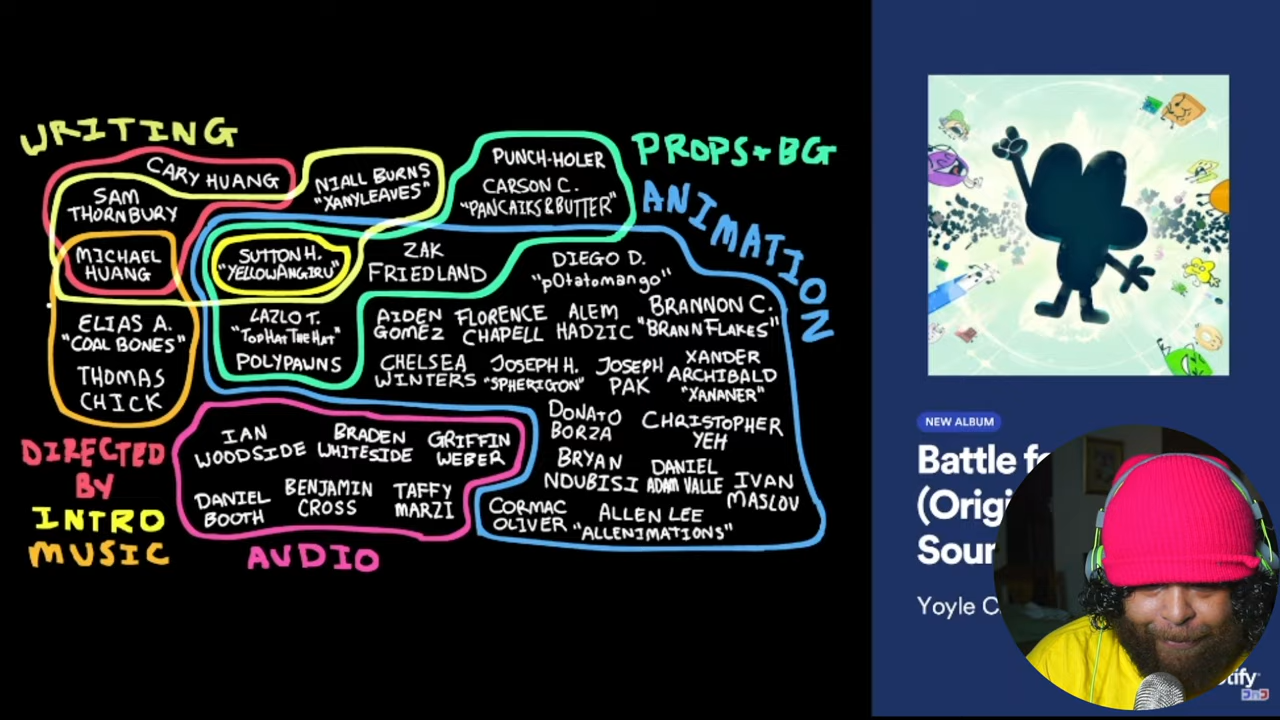 WRITING
CARY HUANG
SAM
THORNBURY
NIALL BURNS
"XANYLEAVES"
PUNCH-HOLER
CARSON C.
"PANCAIKS&BUTTER"
PROPS+BG
ANIMATION
MICHAEL
HUANG
SUTTON H.
"YELLOWANGIRU"
ZAK
FRIEDLAND
DIEGO D.
"pOtatomango"
ELIAS A.
"COAL BONES"
THOMAS
CHICK
LAZLO T.
"TopHatTheHat"
POLYPAWNS
AIDEN
GOMEZ
FLORENCE
CHAPELL
ALEM
HADZIC
BRANNON C.
"BRANNFLAKES"
CHELSEA
WINTERS
JOSEPH H.
"SPHERIGON"
JOSEPH
PAK
XANDER
ARCHIBALD
"XANANER"
DONATO
BORZA
CHRISTOPHER
YEH
BRYAN
NDUBISI
DANIEL
ADAM VALLE
IVAN
MASLOV
CORMAC
OLIVER
ALLEN LEE
"ALLENIMATIONS"
DIRECTED
BY
INTRO
MUSIC
IAN
WOODSIDE
BRADEN
WHITESIDE
GRIFFIN
WEBER
DANIEL
BOOTH
BENJAMIN
CROSS
TAFFY
MARZI
AUDIO
NEW ALBUM
Battle
(Orig
Soun
Yoyle C
tify